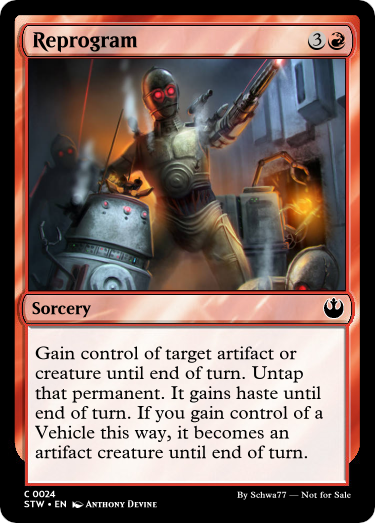 Reprogram 3
Sorcery
Gain control of target artifact or
creature until end of turn. Untap
that permanent. It gains haste until
end of turn. If you gain control of a
Vehicle this way, it becomes an
artifact creature until end of turn.
C 0024
STW • EN Anthony Devine
By Schwa77 — Not for Sale